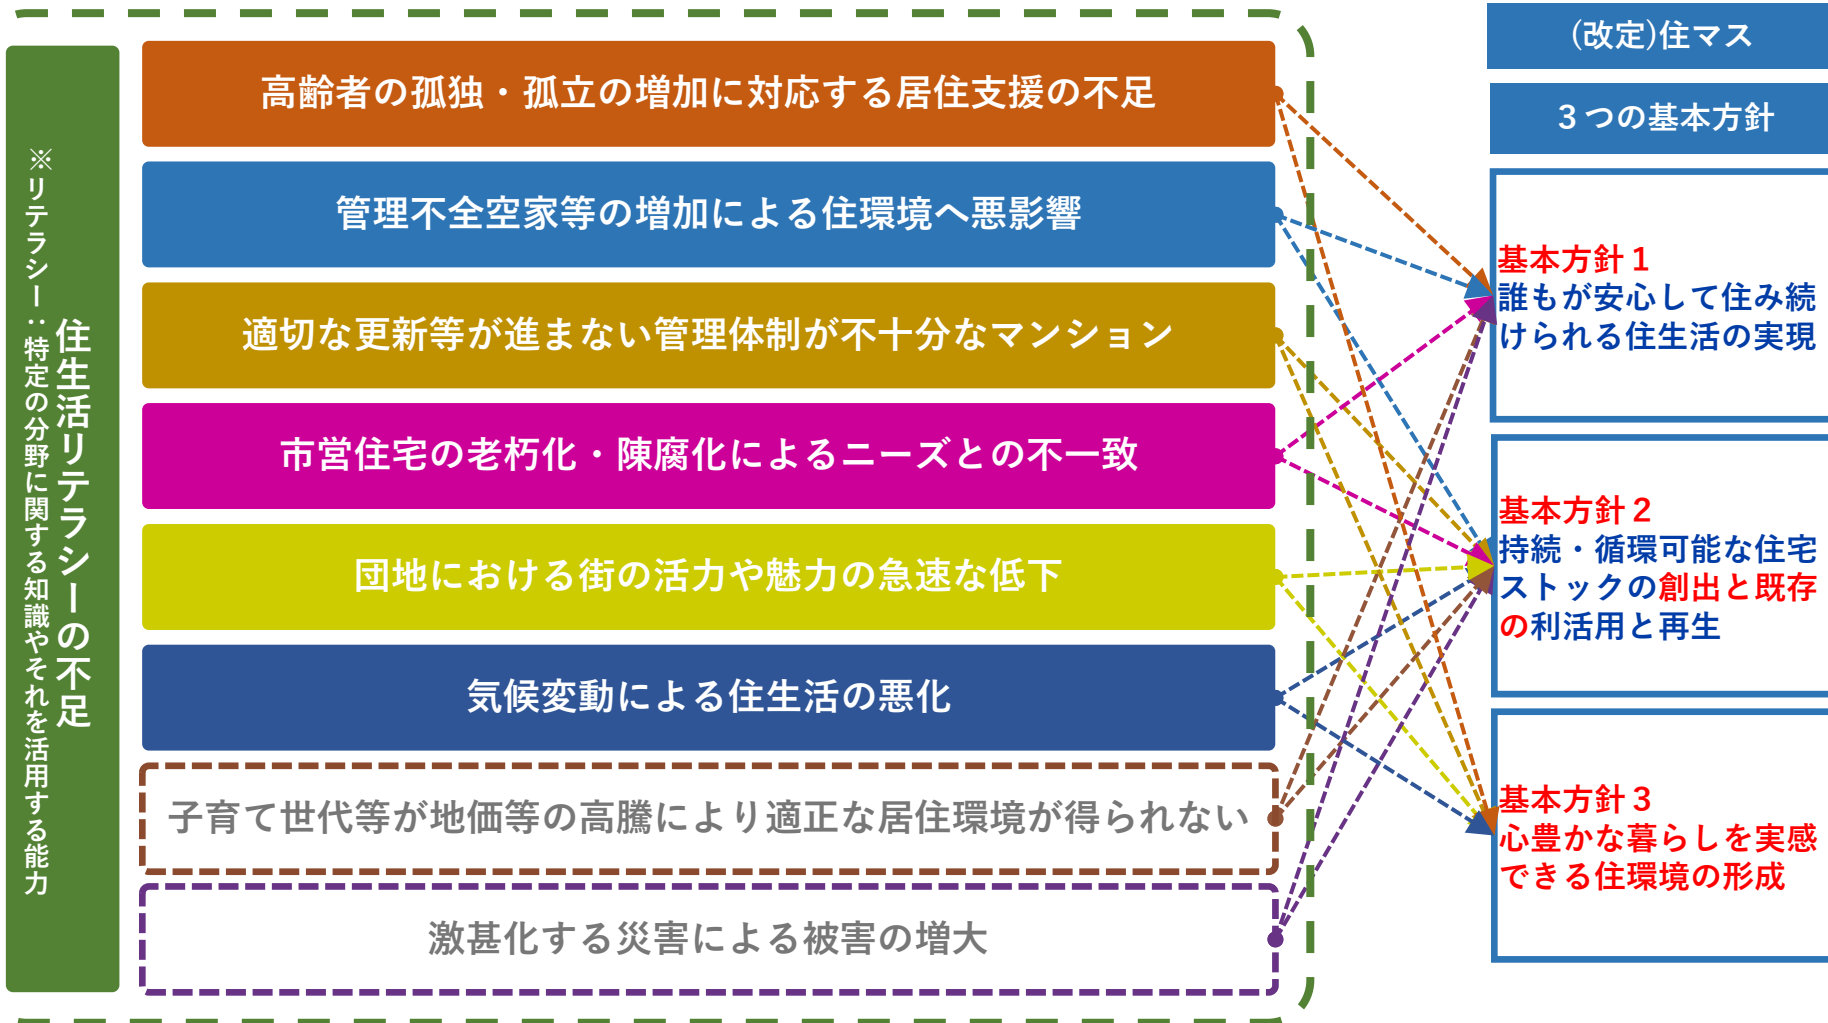 住生活リテラシーの不足
※リテラシー：特定の分野に関する知識やそれを活用する能力
高齢者の孤独・孤立の増加に対応する居住支援の不足
管理不全空家等の増加による住環境へ悪影響
適切な更新等が進まない管理体制が不十分なマンション
市営住宅の老朽化・陳腐化によるニーズとの不一致
団地における街の活力や魅力の急速な低下
気候変動による住生活の悪化
子育て世代等が地価等の高騰により適正な居住環境が得られない
激甚化する災害による被害の増大
(改定)住マス
３つの基本方針
基本方針１
誰もが安心して住み続
けられる住生活の実現
基本方針２
持続・循環可能な住宅
ストックの創出と既存
の利活用と再生
基本方針３
心豊かな暮らしを実感
できる住環境の形成